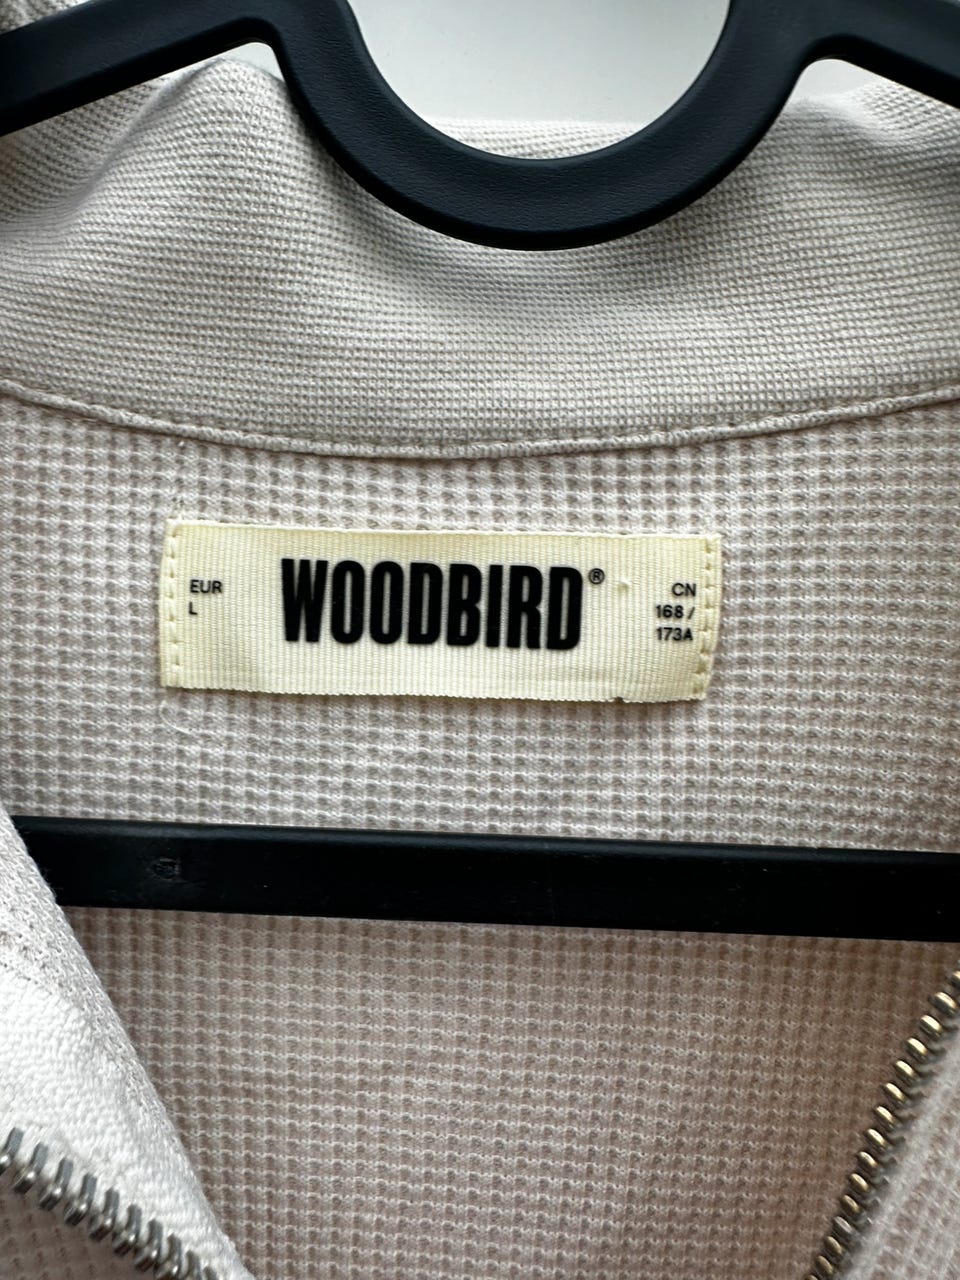 EUR
L
WOODBIRD®
CN
168 /
173A